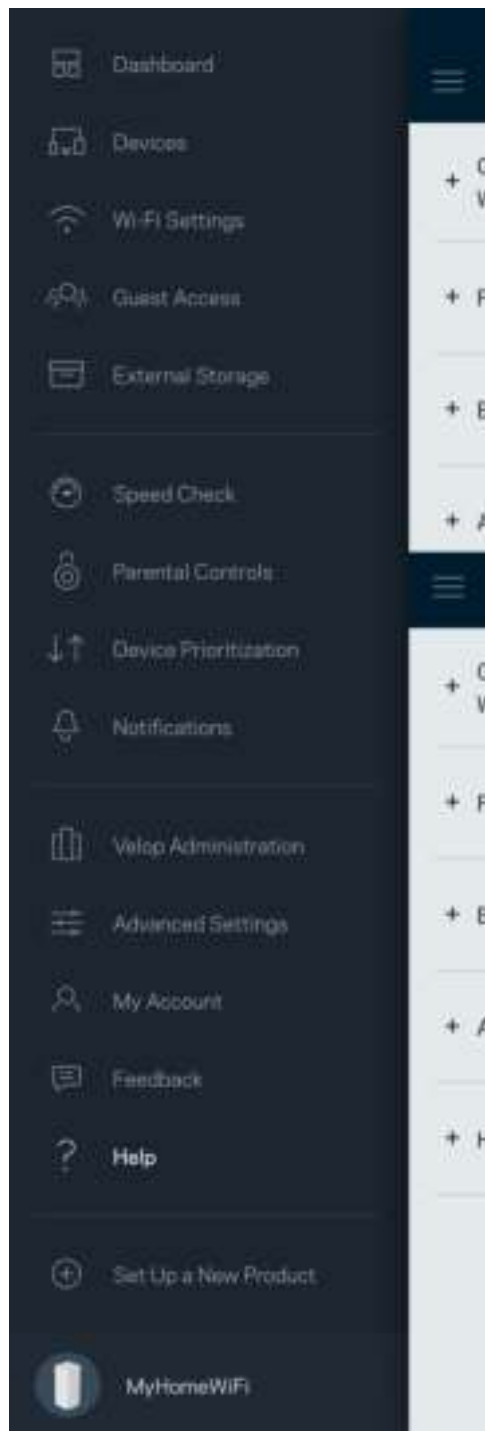 Dashboard
Devices
Wi-Fi Settings
Guest Access
External Storage
Speed Check
Parental Controls
Device Prioritization
Notifications
Velop Administration
Advanced Settings
My Account
Feedback
Help
Set Up a New Product
MyHomeWiFi